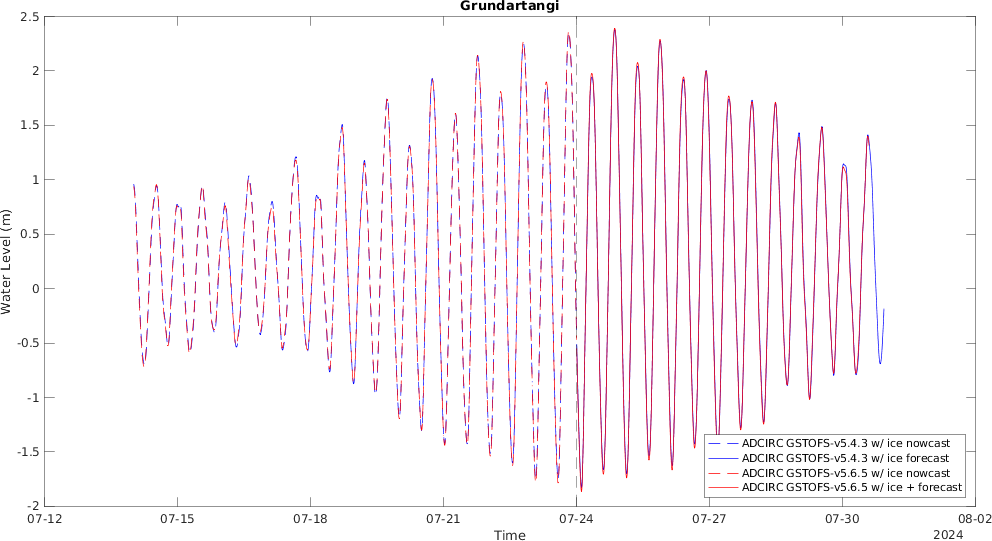 Grundartangi
2.5
2
1.5
1
0.5
0
-0.5
-1
-1.5
-2
Water Level (m)
07-12
07-15
07-18
07-21
07-24
07-27
07-30
08-02
Time
2024
ADCIRC GSTOFS-v5.4.3 w/ ice nowcast
ADCIRC GSTOFS-v5.4.3 w/ ice forecast
ADCIRC GSTOFS-v5.6.5 w/ ice nowcast
ADCIRC GSTOFS-v5.6.5 w/ ice + forecast